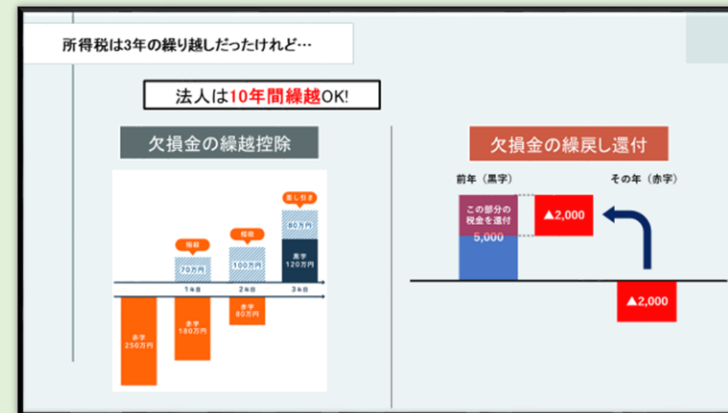 所得税は3年の繰り越しだったけれど…
法人は10年間繰越OK!
欠損金の繰越控除
欠損金の繰戻し還付
差し引き
80万円
黒字
120万円
相殺
70万円
100万円
1年目
2年目
3年目
赤字
250万円
赤字
180万円
赤字
80万円
前年（黒字）
その年（赤字）
この部分の
税金を還付
5,000
▲2,000
▲2,000